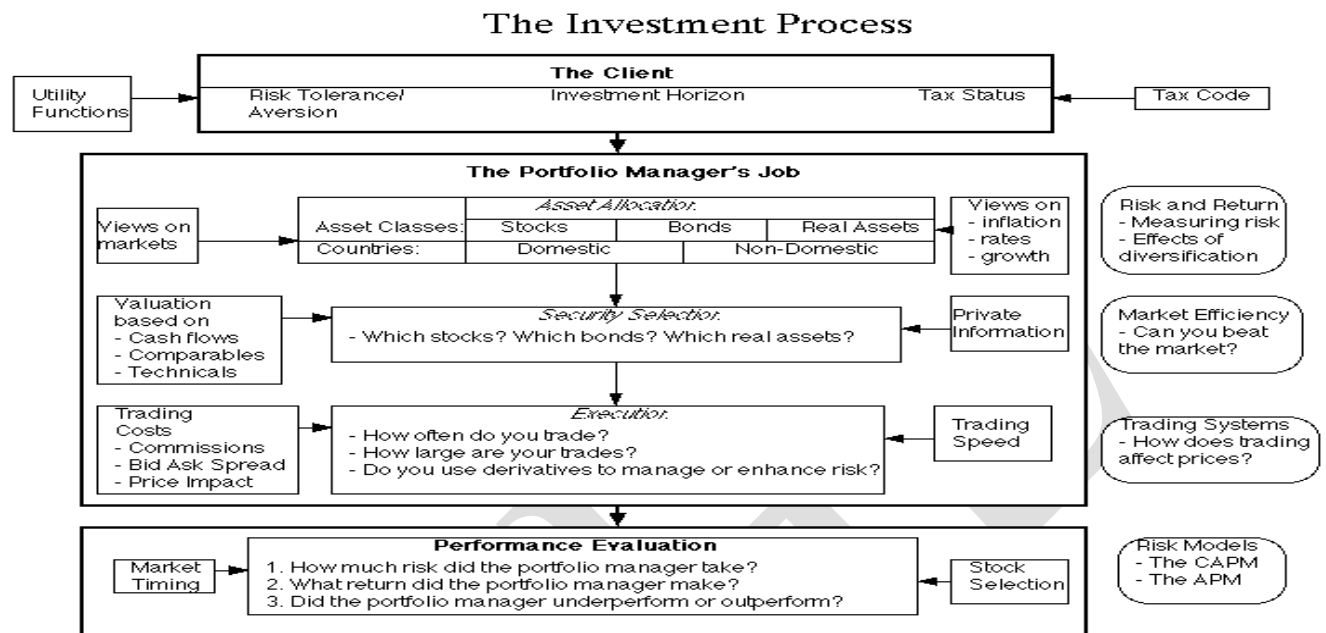 The Investment Process
The Client
Utility
Functions
Risk Tolerance/
Aversion
Investment Horizon
Tax Status
Tax Code
The Portfolio Manager's Job
Views on
markets
Asset Allocation
Asset Classes: Stocks Bonds Real Assets
Countries: Domestic Non-Domestic
Views on
- inflation
- rates
- growth
Risk and Return
- Measuring risk
- Effects of
diversification
Valuation
based on
- Cash flows
- Comparables
- Technicals
Security Selection
- Which stocks? Which bonds? Which real assets?
Private
Information
Market Efficiency
- Can you beat
the market?
Trading
Costs
- Commissions
- Bid Ask Spread
- Price Impact
Execution
- How often do you trade?
- How large are your trades?
- Do you use derivatives to manage or enhance risk?
Trading
Speed
Trading Systems
- How does trading
affect prices?
Performance Evaluation
Market
Timing
1. How much risk did the portfolio manager take?
2. What return did the portfolio manager make?
3. Did the portfolio manager underperform or outperform?
Stock
Selection
Risk Models
- The CAPM
- The APM